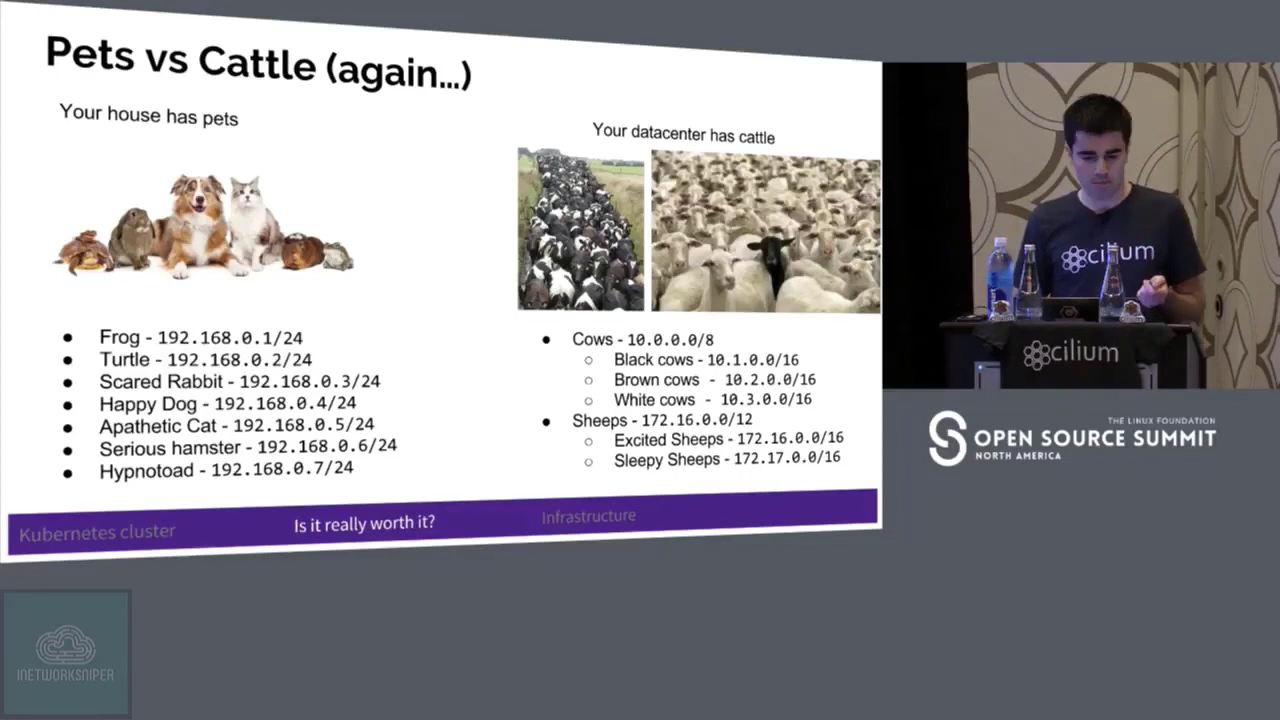 Pets vs Cattle (again...)
Your house has pets
Your datacenter has cattle
● Frog - 192.168.0.1/24
● Turtle - 192.168.0.2/24
● Scared Rabbit - 192.168.0.3/24
● Happy Dog - 192.168.0.4/24
● Apathetic Cat - 192.168.0.5/24
● Serious hamster - 192.168.0.6/24
● Hypnotoad - 192.168.0.7/24
● Cows - 10.0.0.0/8
○ Black cows - 10.1.0.0/16
○ Brown cows - 10.2.0.0/16
○ White cows - 10.3.0.0/16
● Sheeps - 172.16.0.0/12
○ Excited Sheeps - 172.16.0.0/16
○ Sleepy Sheeps - 172.17.0.0/16
Kubernetes cluster
Is it really worth it?
Infrastructure
cilium
cilium
THE LINUX FOUNDATION
OPEN SOURCE SUMMIT
NORTH AMERICA
INETWORKSNIPER